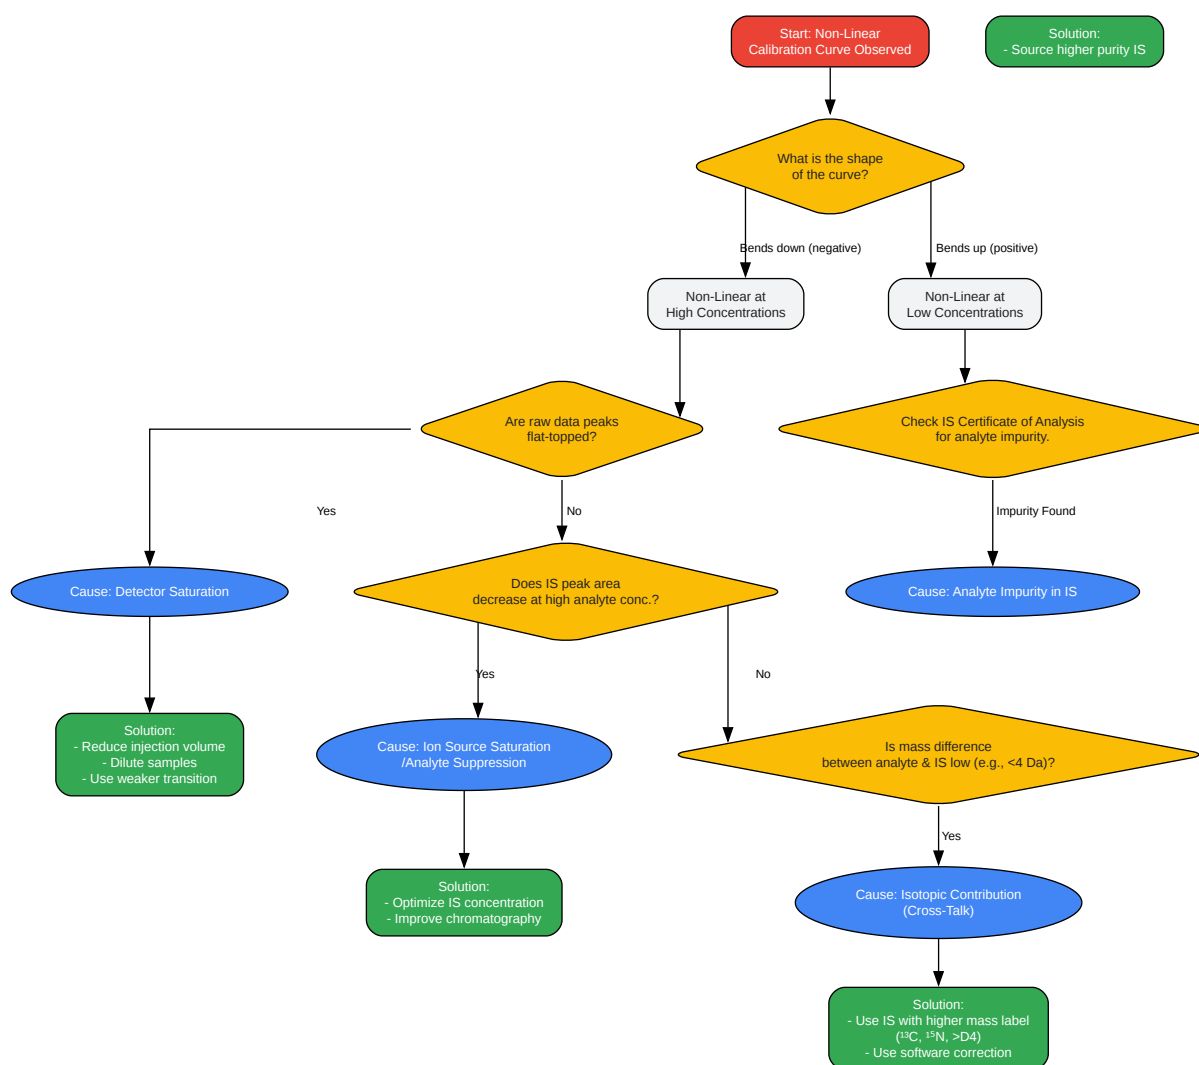 Start: Non-Linear
Calibration Curve Observed
Solution:
- Source higher purity IS
What is the shape
of the curve?
Bends down (negative)
Bends up (positive)
Non-Linear at
High Concentrations
Non-Linear at
Low Concentrations
Are raw data peaks
flat-topped?
Check IS Certificate of Analysis
for analyte impurity.
Yes
No
Impurity Found
Cause: Detector Saturation
Does IS peak area
decrease at high analyte conc.?
Cause: Analyte Impurity in IS
Yes
No
Solution:
- Reduce injection volume
- Dilute samples
- Use weaker transition
Cause: Ion Source Saturation
/Analyte Suppression
Is mass difference
between analyte & IS low (e.g., <4 Da)?
Yes
Solution:
- Optimize IS concentration
- Improve chromatography
Cause: Isotopic Contribution
(Cross-Talk)
Solution:
- Use IS with higher mass label
(¹³C, ¹⁵N, >D4)
- Use software correction